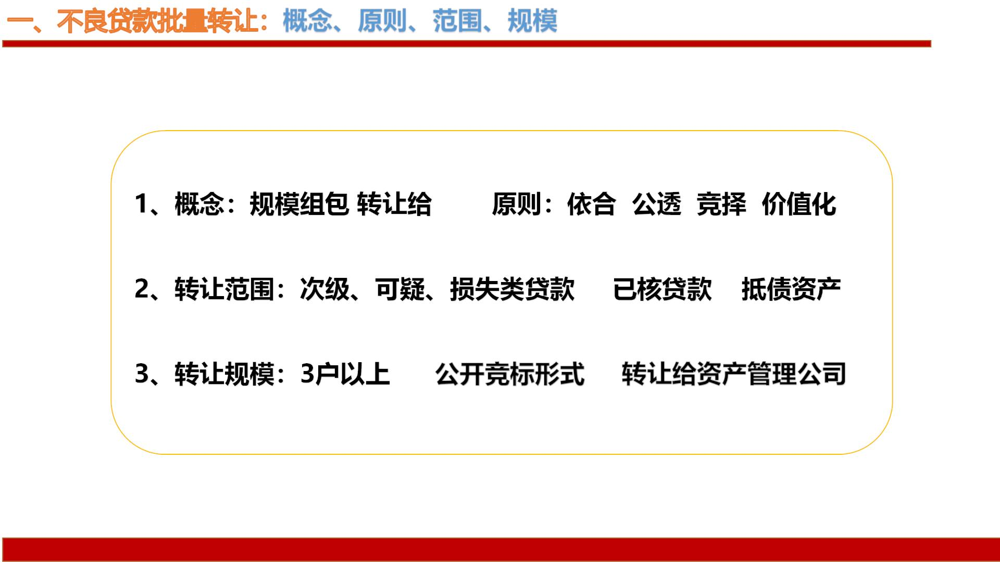 一、不良贷款批量转让：概念、原则、范围、规模
1、概念：规模组包 转让给 原则：依合 公透 竞择 价值化
2、转让范围：次级、可疑、损失类贷款 已核贷款 抵债资产
3、转让规模：3户以上 公开竞标形式 转让给资产管理公司